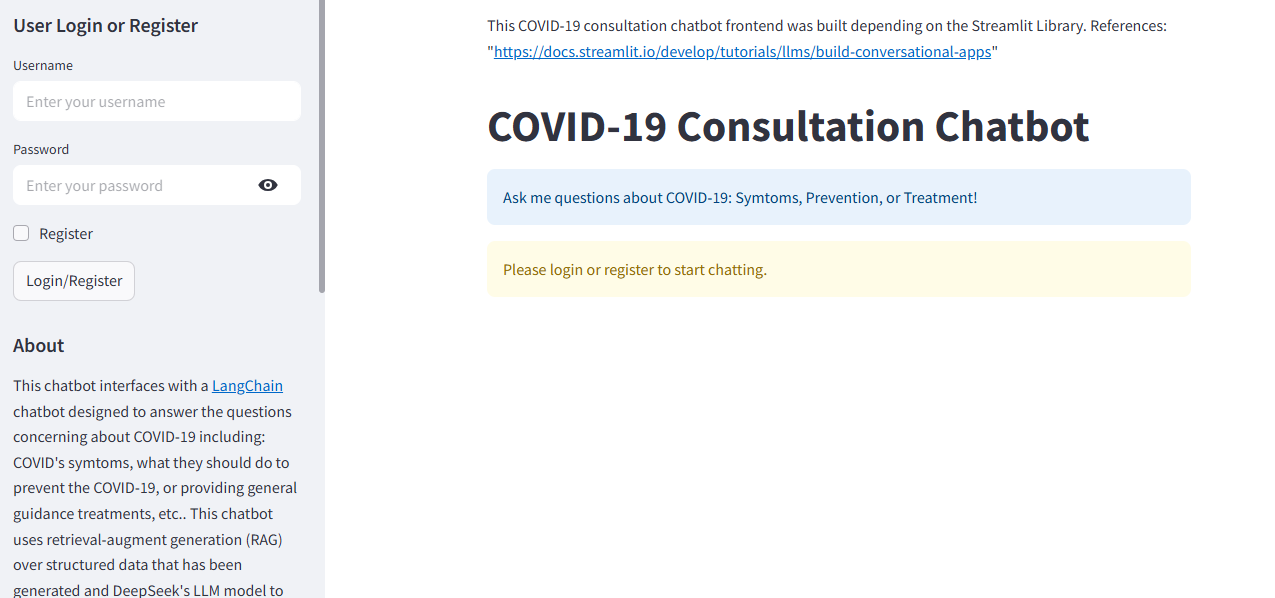 User Login or Register
Username
Enter your username
Password
Enter your password
Register
Login/Register
About
This chatbot interfaces with a LangChain
chatbot designed to answer the questions
concerning about COVID-19 including:
COVID's symtoms, what they should do to
prevent the COVID-19, or providing general
guidance treatments, etc.. This chatbot
uses retrieval-augment generation (RAG)
over structured data that has been
generated and DeepSeek's LLM model to
This COVID-19 consultation chatbot frontend was built depending on the Streamlit Library. References:
"https://docs.streamlit.io/develop/tutorials/llms/build-conversational-apps"
COVID-19 Consultation Chatbot
Ask me questions about COVID-19: Symtoms, Prevention, or Treatment!
Please login or register to start chatting.